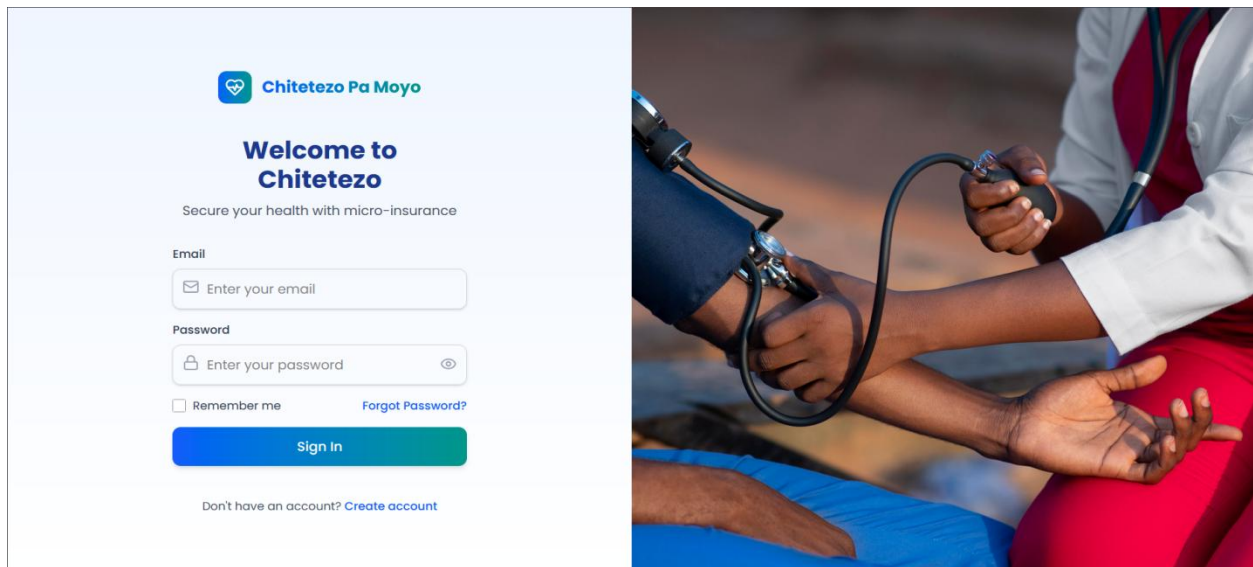 Chitetezo Pa Moyo
Welcome to
Chitetezo
Secure your health with micro-insurance
Email
Enter your email
Password
Enter your password
Remember me
Forgot Password?
Sign In
Don't have an account? Create account